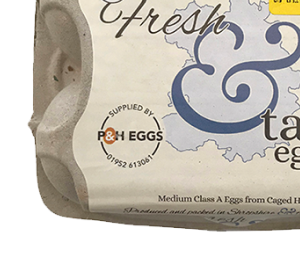 Fresh
&
ta
eg
SUPPLIED BY
P&H EGGS
01952 613061
Medium Class A Eggs from Caged H
Produced and packed in Shropshire